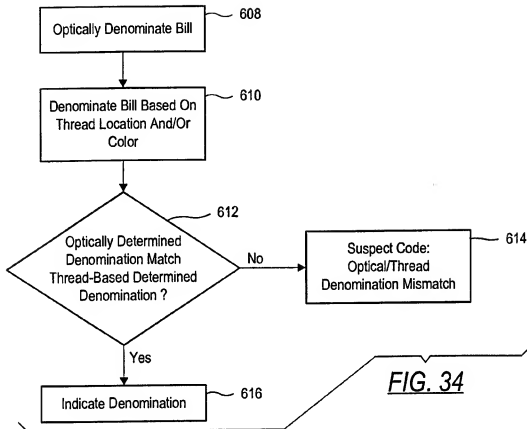 Optically Denominate Bill
608
Denominate Bill Based On
Thread Location And/Or
Color
610
Optically Determined
Denomination Match
Thread-Based Determined
Denomination ?
612
No
Suspect Code:
Optical/Thread
Denomination Mismatch
614
Yes
Indicate Denomination
616
FIG. 34